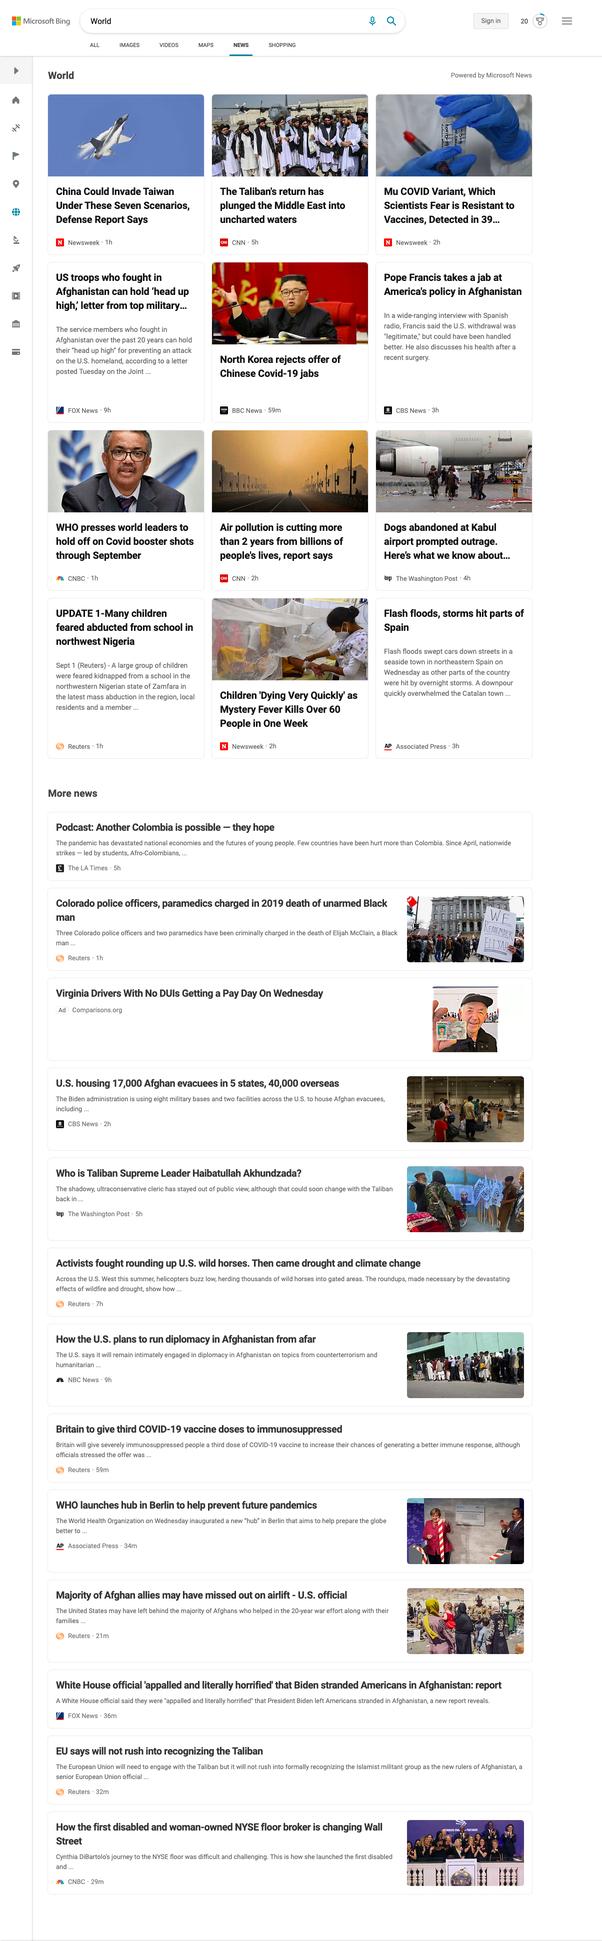 Microsoft Bing
World
Sign in
20
ALL
IMAGES
VIDEOS
MAPS
NEWS
SHOPPING
World
Powered by Microsoft News
China Could Invade Taiwan
Under These Seven Scenarios,
Defense Report Says
Newsweek · 1h
The Taliban's return has
plunged the Middle East into
uncharted waters
CNN · 5h
Mu COVID Variant, Which
Scientists Fear is Resistant to
Vaccines, Detected in 39...
Newsweek · 2h
US troops who fought in
Afghanistan can hold 'head up
high,' letter from top military...
The service members who fought in
Afghanistan over the past 20 years can hold
their "head up high" for preventing an attack
on the U.S. homeland, according to a letter
posted Tuesday on the Joint ...
FOX News · 9h
North Korea rejects offer of
Chinese Covid-19 jabs
BBC News · 59m
Pope Francis takes a jab at
America's policy in Afghanistan
In a wide-ranging interview with Spanish
radio, Francis said the U.S. withdrawal was
"legitimate," but could have been handled
better. He also discusses his health after a
recent surgery.
CBS News · 3h
WHO presses world leaders to
hold off on Covid booster shots
through September
CNBC · 1h
Air pollution is cutting more
than 2 years from billions of
people's lives, report says
CNN · 2h
Dogs abandoned at Kabul
airport prompted outrage.
Here's what we know about...
The Washington Post · 4h
UPDATE 1-Many children
feared abducted from school in
northwest Nigeria
Sept 1 (Reuters) - A large group of children
were feared kidnapped from a school in the
northwestern Nigerian state of Zamfara in
the latest mass abduction in the region, local
residents and a member ...
Reuters · 1h
Children 'Dying Very Quickly' as
Mystery Fever Kills Over 60
People in One Week
Newsweek · 2h
Flash floods, storms hit parts of
Spain
Flash floods swept cars down streets in a
seaside town in northeastern Spain on
Wednesday as other parts of the country
were hit by overnight storms. A downpour
quickly overwhelmed the Catalan town ...
AP Associated Press · 3h
More news
Podcast: Another Colombia is possible — they hope
The pandemic has devastated national economies and the futures of young people. Few countries have been hurt more than Colombia. Since April, nationwide
strikes — led by students, Afro-Colombians, ...
The LA Times · 5h
Colorado police officers, paramedics charged in 2019 death of unarmed Black
man
Three Colorado police officers and two paramedics have been criminally charged in the death of Elijah McClain, a Black
man ...
Reuters · 1h
WE
REMEMBER
ELIJAH
Virginia Drivers With No DUIs Getting a Pay Day On Wednesday
Ad Comparisons.org
U.S. housing 17,000 Afghan evacuees in 5 states, 40,000 overseas
The Biden administration is using eight military bases and two facilities across the U.S. to house Afghan evacuees,
including ...
CBS News · 2h
Who is Taliban Supreme Leader Haibatullah Akhundzada?
The shadowy, ultraconservative cleric has stayed out of public view, although that could soon change with the Taliban
back in ...
The Washington Post · 5h
Activists fought rounding up U.S. wild horses. Then came drought and climate change
Across the U.S. West this summer, helicopters buzz low, herding thousands of wild horses into gated areas. The roundups, made necessary by the devastating
effects of wildfire and drought, show how ...
Reuters · 7h
How the U.S. plans to run diplomacy in Afghanistan from afar
The U.S. says it will remain intimately engaged in diplomacy in Afghanistan on topics from counterterrorism and
humanitarian ...
NBC News · 9h
Britain to give third COVID-19 vaccine doses to immunosuppressed
Britain will give severely immunosuppressed people a third dose of COVID-19 vaccine to increase their chances of generating a better immune response, although
officials stressed the offer was ...
Reuters · 59m
WHO launches hub in Berlin to help prevent future pandemics
The World Health Organization on Wednesday inaugurated a new "hub" in Berlin that aims to help prepare the globe
better to ...
AP Associated Press · 34m
Majority of Afghan allies may have missed out on airlift - U.S. official
The United States may have left behind the majority of Afghans who helped in the 20-year war effort along with their
families ...
Reuters · 21m
White House official 'appalled and literally horrified' that Biden stranded Americans in Afghanistan: report
A White House official said they were "appalled and literally horrified" that President Biden left Americans stranded in Afghanistan, a new report reveals.
FOX News · 36m
EU says will not rush into recognizing the Taliban
The European Union will need to engage with the Taliban but it will not rush into formally recognizing the Islamist militant group as the new rulers of Afghanistan, a
senior European Union official ...
Reuters · 32m
How the first disabled and woman-owned NYSE floor broker is changing Wall
Street
Cynthia DiBartolo's journey to the NYSE floor was difficult and challenging. This is how she launched the first disabled
and ...
CNBC · 29m